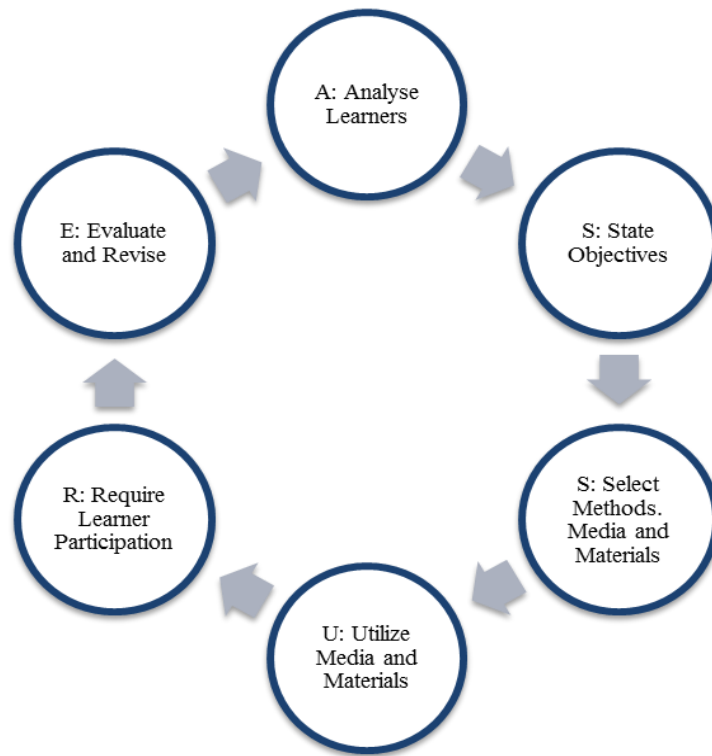 A: Analyse
Learners
S: State
Objectives
S: Select
Methods.
Media and
Materials
U: Utilize
Media and
Materials
R: Require
Learner
Participation
E: Evaluate
and Revise